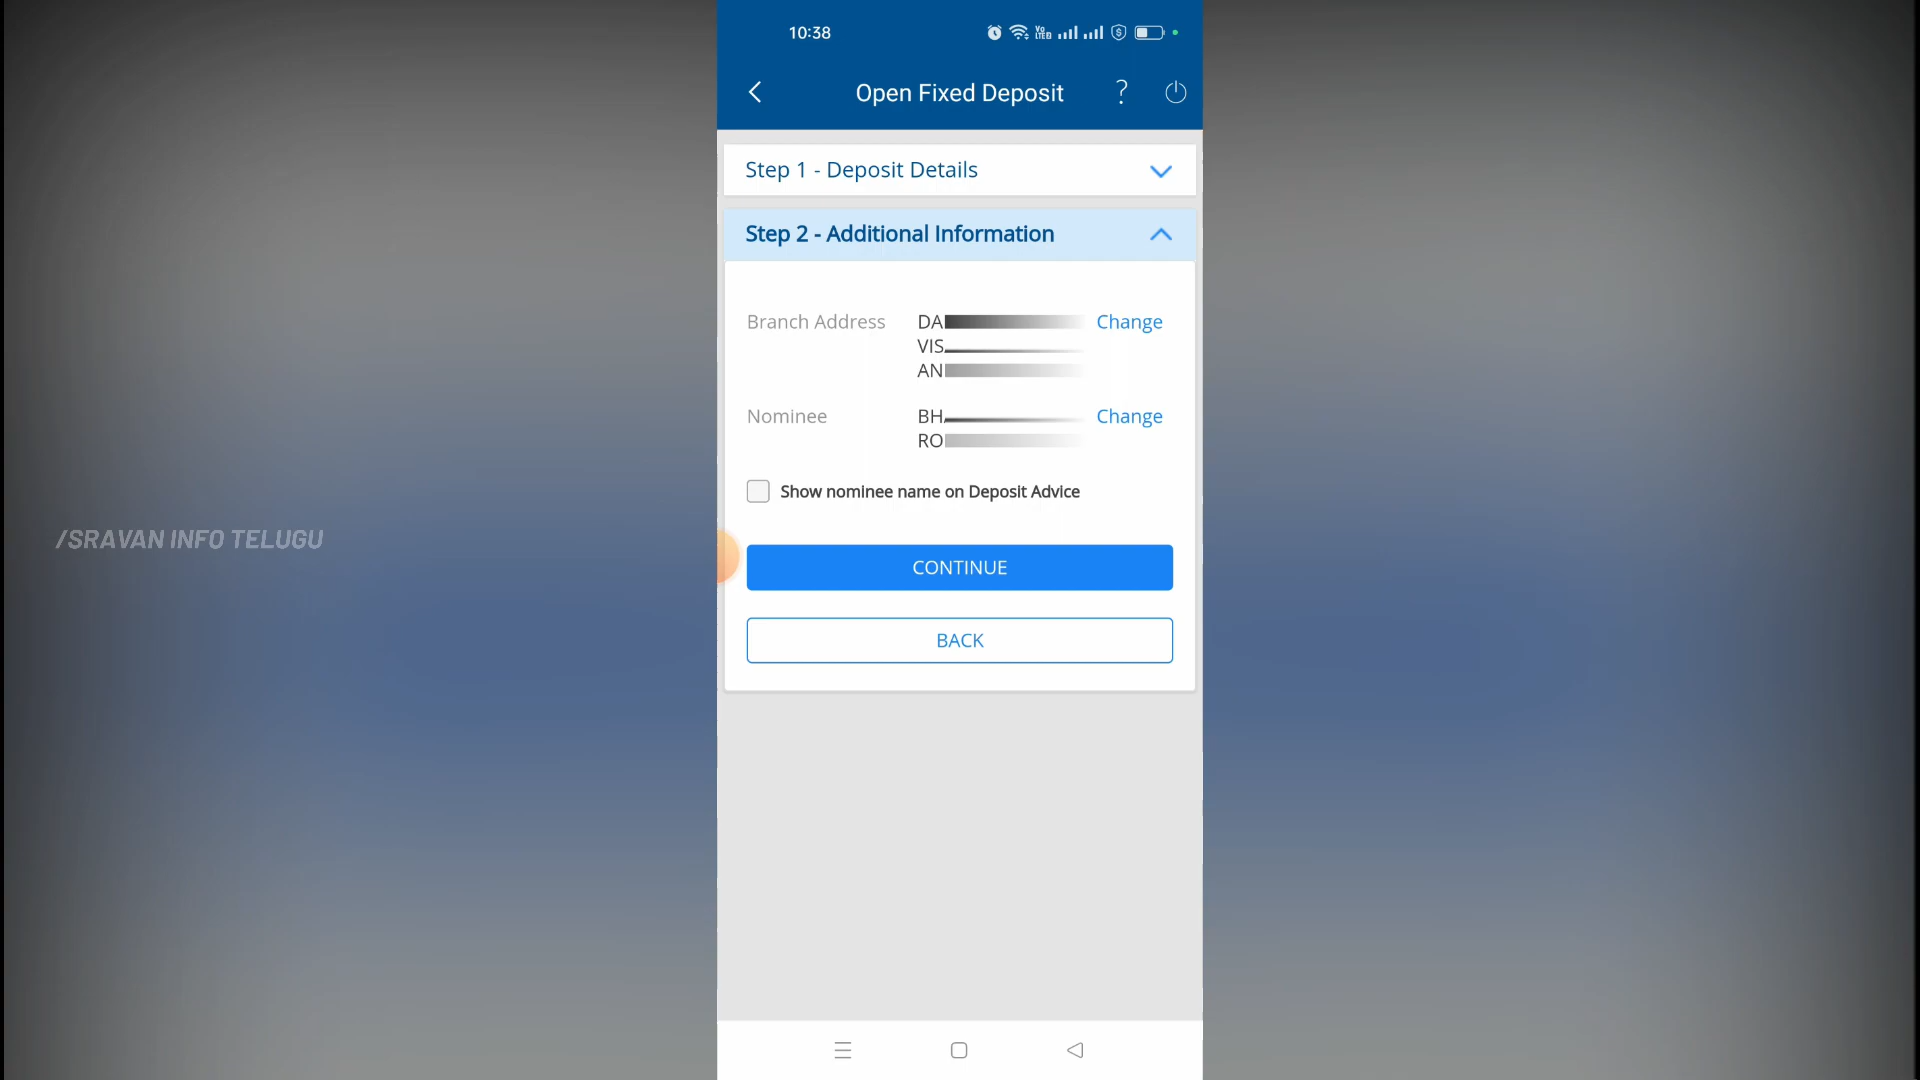 10:38
Open Fixed Deposit
Step 1 - Deposit Details
Step 2 - Additional Information
Branch Address DA Change
VIS
AN
Nominee BH Change
RO
Show nominee name on Deposit Advice
/SRAVAN INFO TELUGU
CONTINUE
BACK